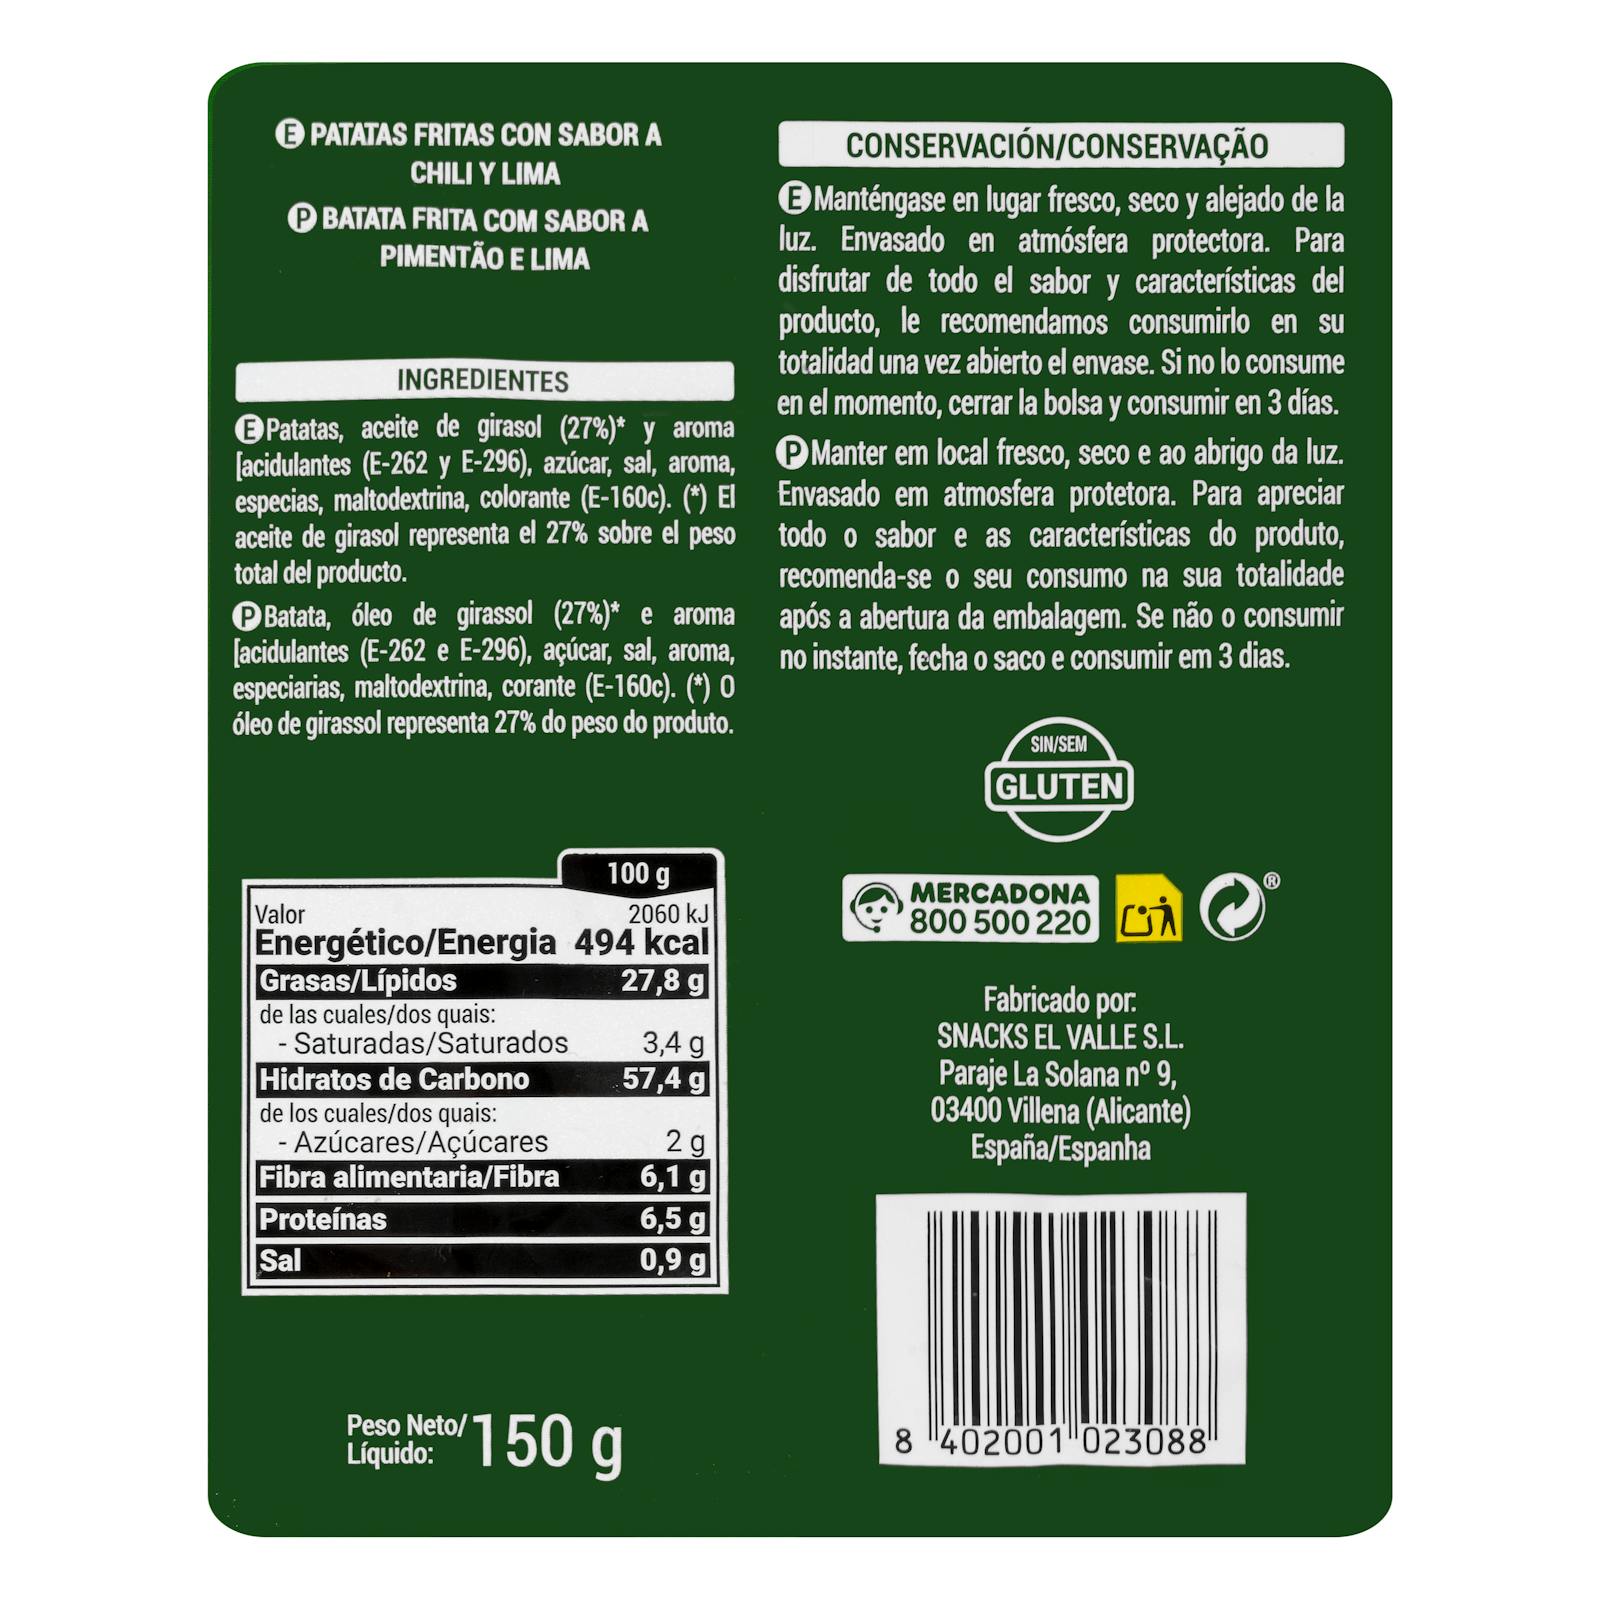 E PATATAS FRITAS CON SABOR A
CHILI Y LIMA
P BATATA FRITA COM SABOR A
PIMENTÃO E LIMA
INGREDIENTES
E Patatas, aceite de girasol (27%)* y aroma
[acidulantes (E-262 y E-296), azúcar, sal, aroma,
especias, maltodextrina, colorante (E-160c). (*) El
aceite de girasol representa el 27% sobre el peso
total del producto.
P Batata, óleo de girassol (27%)* e aroma
[acidulantes (E-262 e E-296), açúcar, sal, aroma,
especiarias, maltodextrina, corante (E-160c). (*) O
óleo de girassol representa 27% do peso do produto.
100 g
Valor 2060 kJ
Energético/Energia 494 kcal
Grasas/Lípidos 27,8 g
de las cuales/dos quais:
- Saturadas/Saturados 3,4 g
Hidratos de Carbono 57,4 g
de los cuales/dos quais:
- Azúcares/Açúcares 2 g
Fibra alimentaria/Fibra 6,1 g
Proteínas 6,5 g
Sal 0,9 g
Peso Neto/
Líquido: 150 g
CONSERVACIÓN/CONSERVAÇÃO
E Manténgase en lugar fresco, seco y alejado de la
luz. Envasado en atmósfera protectora. Para
disfrutar de todo el sabor y características del
producto, le recomendamos consumirlo en su
totalidad una vez abierto el envase. Si no lo consume
en el momento, cerrar la bolsa y consumir en 3 días.
P Manter em local fresco, seco e ao abrigo da luz.
Envasado em atmosfera protetora. Para apreciar
todo o sabor e as características do produto,
recomenda-se o seu consumo na sua totalidade
após a abertura da embalagem. Se não o consumir
no instante, fecha o saco e consumir em 3 dias.
SIN/SEM
GLUTEN
MERCADONA
800 500 220
®
Fabricado por:
SNACKS EL VALLE S.L.
Paraje La Solana nº 9,
03400 Villena (Alicante)
España/Espanha
8 402001 023088